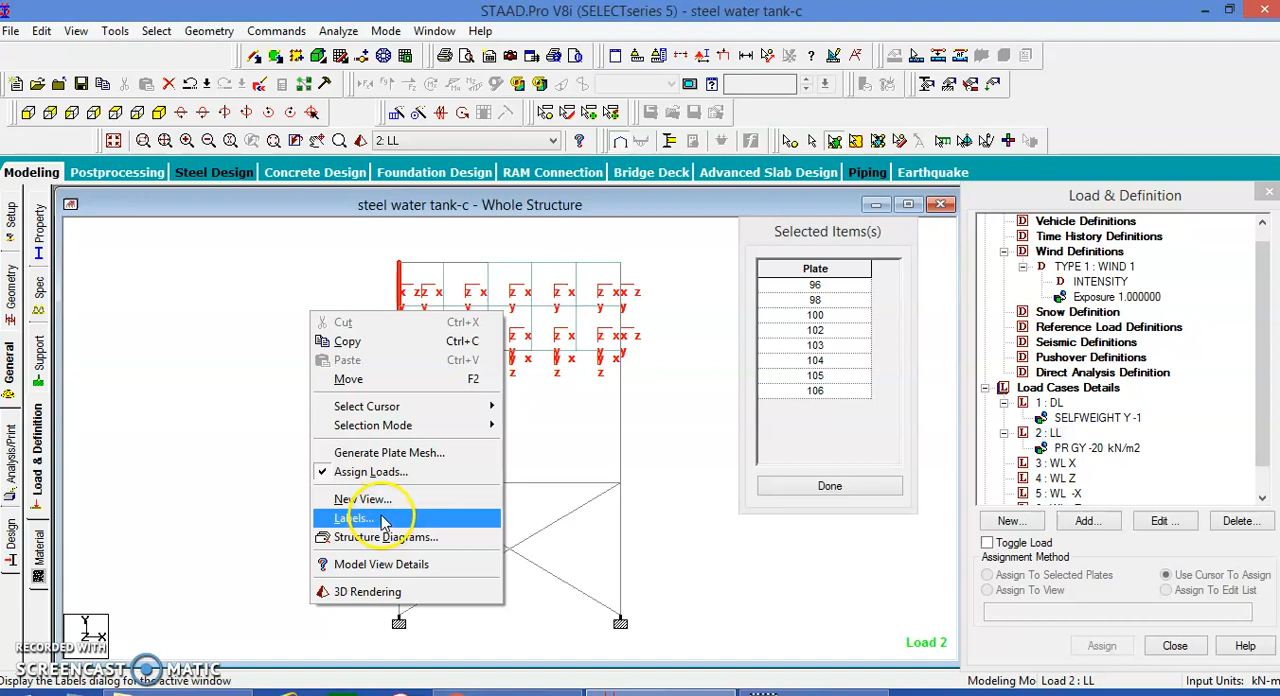 STAAD.Pro V8i (SELECTseries 5) - steel water tank-c
File Edit View Tools Select Geometry Commands Analyze Mode Window Help
2: LL
Modeling Postprocessing Steel Design Concrete Design Foundation Design RAM Connection Bridge Deck Advanced Slab Design Piping Earthquake
Setup
Geometry
General
Analysis/Print
Design
Property
Spec
Support
Load & Definition
Material
steel water tank-c - Whole Structure
Cut Ctrl+X
Copy Ctrl+C
Paste Ctrl+V
Move F2
Select Cursor
Selection Mode
Generate Plate Mesh...
Assign Loads...
New View...
Labels...
Structure Diagrams...
Model View Details
3D Rendering
Selected Items(s)
Plate
96
98
100
102
103
104
105
106
Done
Load 2
Load & Definition
Vehicle Definitions
Time History Definitions
Wind Definitions
TYPE 1 : WIND 1
INTENSITY
Exposure 1.000000
Snow Definition
Reference Load Definitions
Seismic Definitions
Pushover Definitions
Direct Analysis Definition
Load Cases Details
1 : DL
SELFWEIGHT Y -1
2 : LL
PR GY -20 kN/m2
3 : WL X
4 : WL Z
5 : WL -X
New... Add... Edit ... Delete...
Toggle Load
Assignment Method
Assign To Selected Plates Use Cursor To Assign
Assign To View Assign To Edit List
Assign Close Help
RECORDED WITH
SCREENCAST MATIC
Display the Labels dialog for the active window
Modeling Mo Load 2 : LL Input Units: kN-m